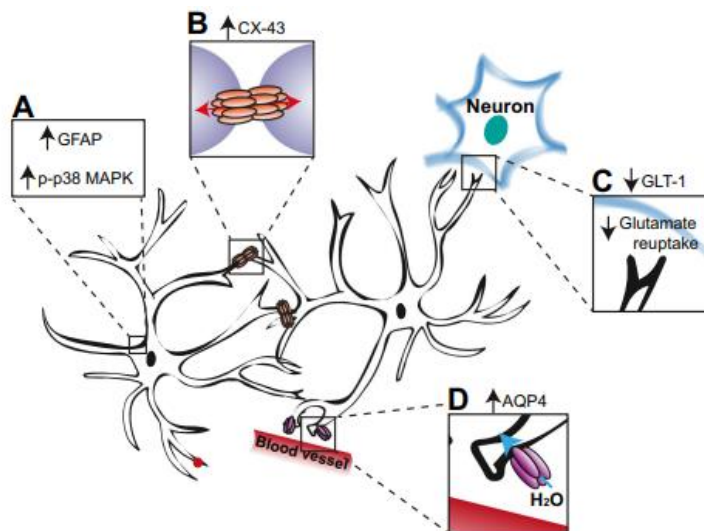 A
↑ GFAP
↑ p-p38 MAPK
B ↑ CX-43
Neuron
C ↓ GLT-1
↓ Glutamate
reuptake
Blood vessel
D ↑ AQP4
H₂O